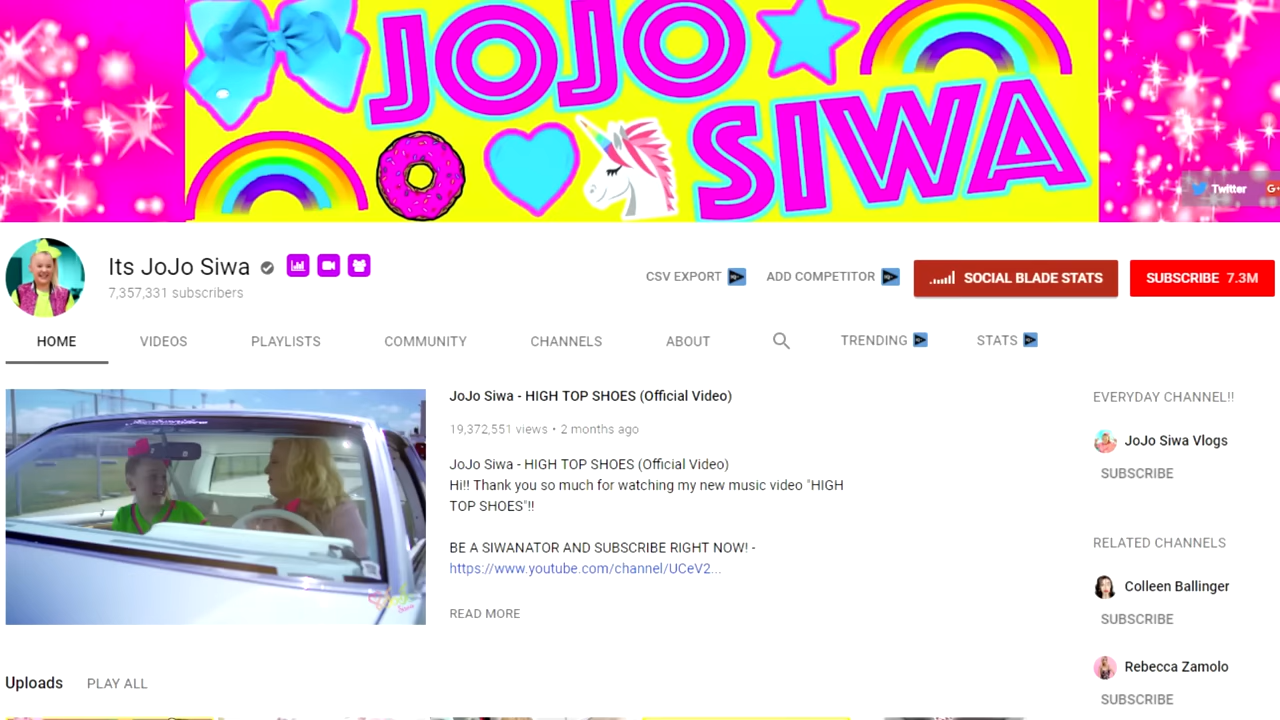 JOJO
SIWA
Twitter
G+
Its JoJo Siwa
7,357,331 subscribers
CSV EXPORT
ADD COMPETITOR
SOCIAL BLADE STATS
SUBSCRIBE 7.3M
HOME
VIDEOS
PLAYLISTS
COMMUNITY
CHANNELS
ABOUT
TRENDING
STATS
JoJo Siwa - HIGH TOP SHOES (Official Video)
19,372,551 views • 2 months ago
JoJo Siwa - HIGH TOP SHOES (Official Video)
Hi!! Thank you so much for watching my new music video "HIGH
TOP SHOES"!!
BE A SIWANATOR AND SUBSCRIBE RIGHT NOW! -
https://www.youtube.com/channel/UCeV2...
READ MORE
EVERYDAY CHANNEL!!
JoJo Siwa Vlogs
SUBSCRIBE
RELATED CHANNELS
Colleen Ballinger
SUBSCRIBE
Rebecca Zamolo
SUBSCRIBE
Uploads
PLAY ALL